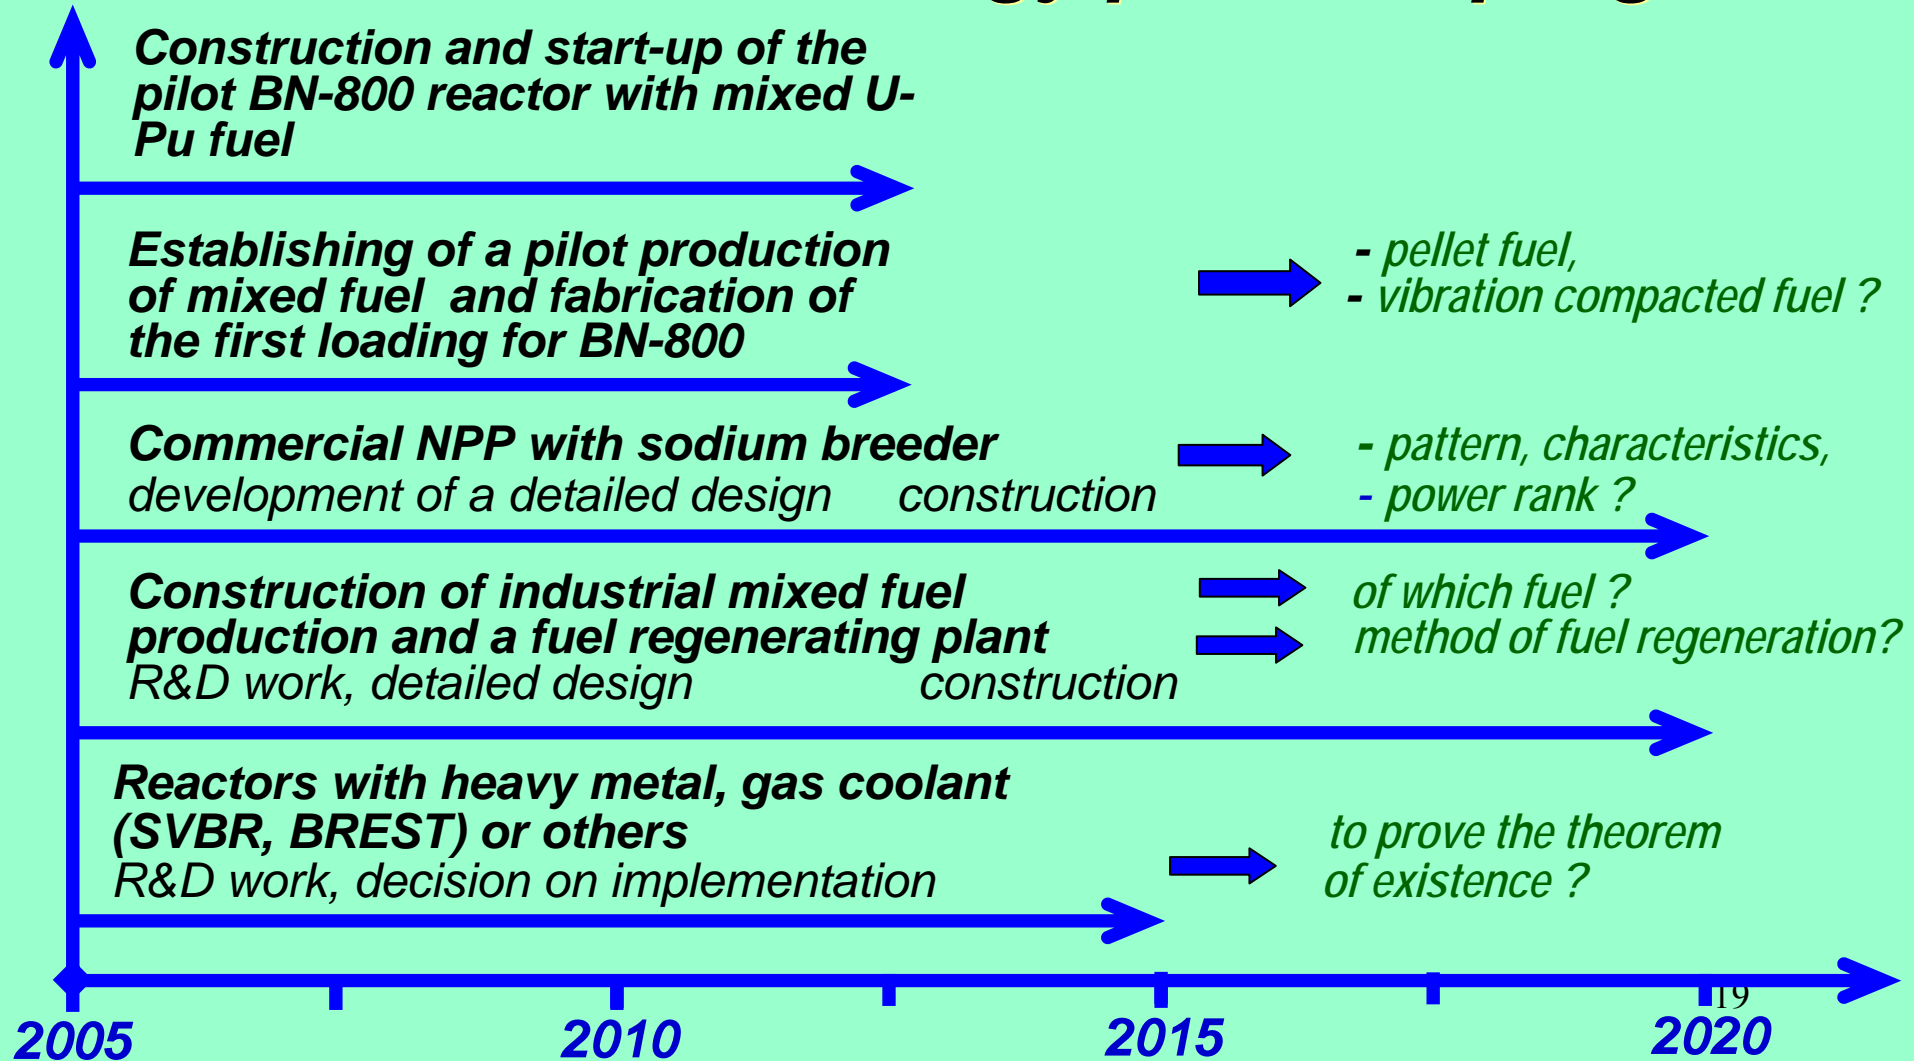 Construction and start-up of the
pilot BN-800 reactor with mixed U-
Pu fuel
Establishing of a pilot production
of mixed fuel and fabrication of
the first loading for BN-800
- pellet fuel,
- vibration compacted fuel ?
Commercial NPP with sodium breeder
development of a detailed design construction
- pattern, characteristics,
- power rank ?
Construction of industrial mixed fuel
production and a fuel regenerating plant
R&D work, detailed design construction
of which fuel ?
method of fuel regeneration?
Reactors with heavy metal, gas coolant
(SVBR, BREST) or others
R&D work, decision on implementation
to prove the theorem
of existence ?
19
2005 2010 2015 2020